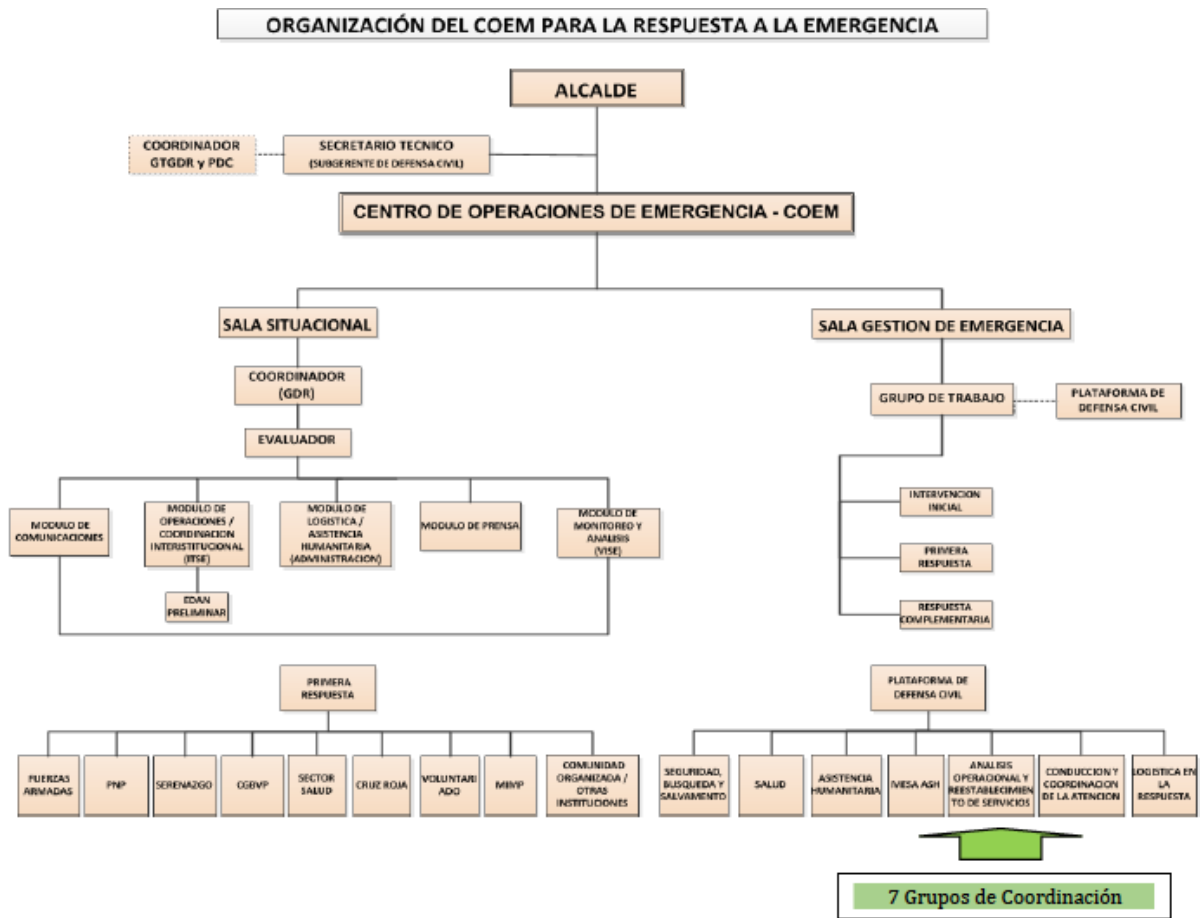 ORGANIZACIÓN DEL COEM PARA LA RESPUESTA A LA EMERGENCIA
ALCALDE
COORDINADOR
GTGDR y PDC
SECRETARIO TECNICO
(SUBGERENTE DE DEFENSA CIVIL)
CENTRO DE OPERACIONES DE EMERGENCIA - COEM
SALA SITUACIONAL
SALA GESTION DE EMERGENCIA
COORDINADOR
(GDR)
GRUPO DE TRABAJO
PLATAFORMA DE
DEFENSA CIVIL
EVALUADOR
MODULO DE
COMUNICACIONES
MODULO DE
OPERACIONES /
COORDINACION
INTERISTITUCIONAL
(ITSE)
MODULO DE
LOGISTICA /
ASISTENCIA
HUMANITARIA
(ADMINISTRACION)
MODULO DE PRENSA
MODULO DE
MONITOREO Y
ANALISIS
(VISE)
EDAN
PRELIMINAR
INTERVENCION
INICIAL
PRIMERA
RESPUESTA
RESPUESTA
COMPLEMENTARIA
PRIMERA
RESPUESTA
FUERZAS
ARMADAS
PNP
SERENAZGO
CGBVP
SECTOR
SALUD
CRUZ ROJA
VOLUNTARI
ADO
MIMP
COMUNIDAD
ORGANIZADA /
OTRAS
INSTITUCIONES
PLATAFORMA DE
DEFENSA CIVIL
SEGURIDAD,
BUSQUEDA Y
SALVAMENTO
SALUD
ASISTENCIA
HUMANITARIA
MESA ASH
ANALISIS
OPERACIONAL Y
REESTABLECIMIEN
TO DE SERVICIOS
CONDUCCION Y
COORDINACION
DE LA ATENCION
LOGISTICA EN
LA
RESPUESTA
7 Grupos de Coordinación